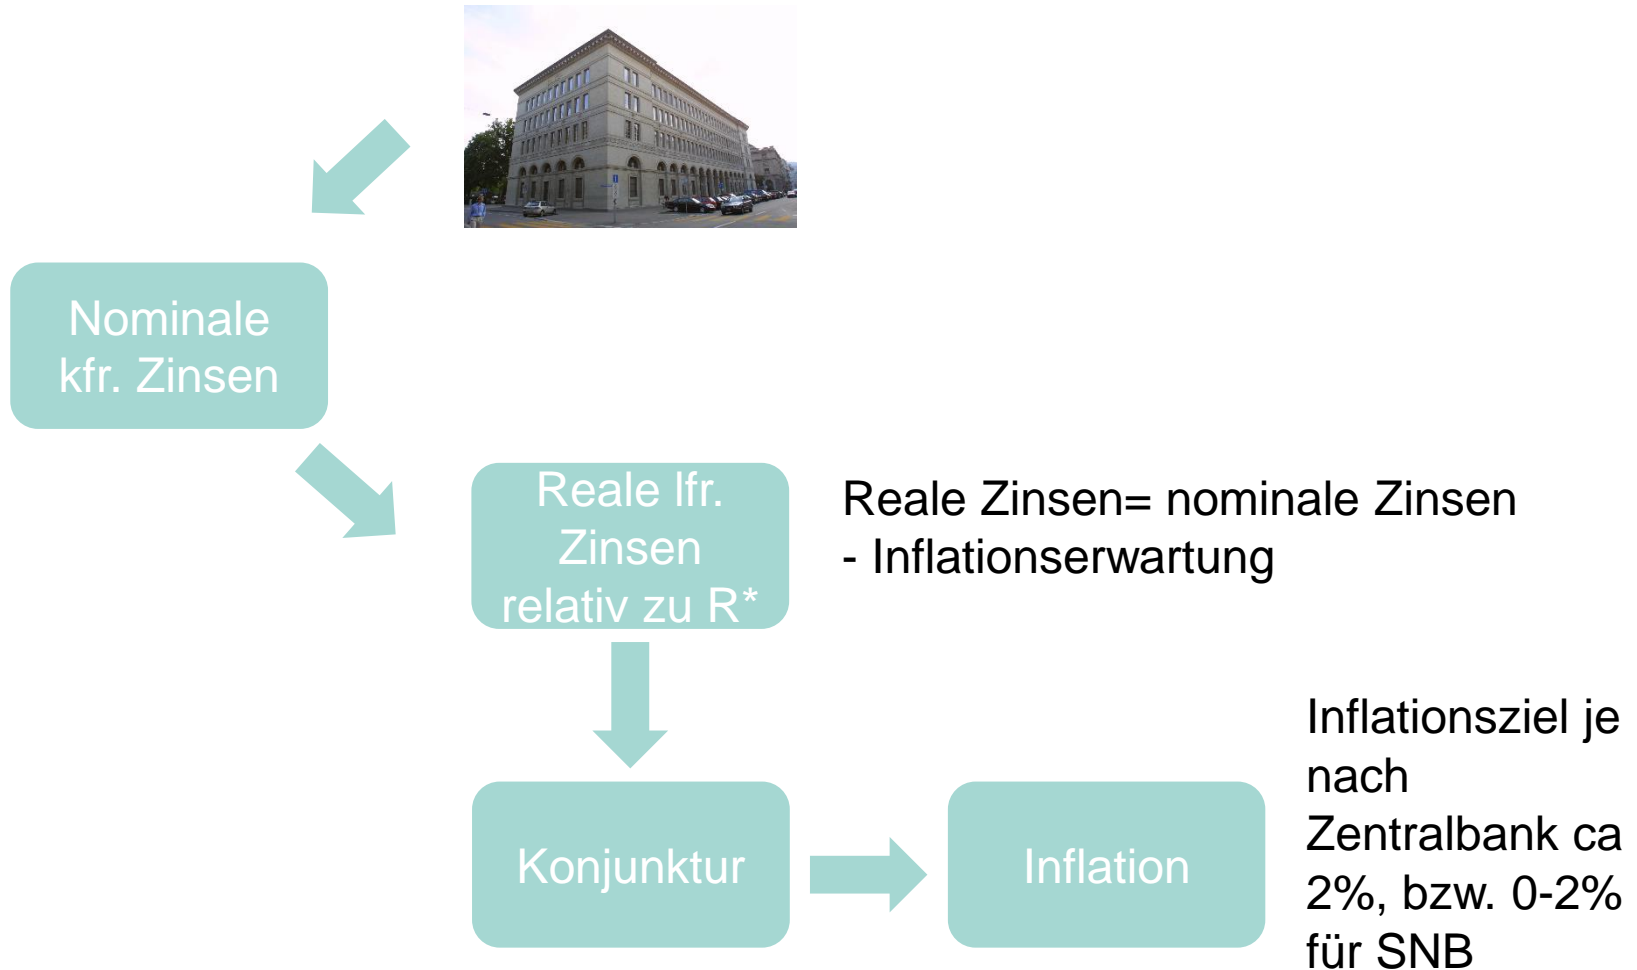 Nominale
kfr. Zinsen
Reale lfr.
Zinsen
relativ zu R*
Reale Zinsen= nominale Zinsen
- Inflationserwartung
Konjunktur
Inflation
Inflationsziel je
nach
Zentralbank ca
2%, bzw. 0-2%
für SNB